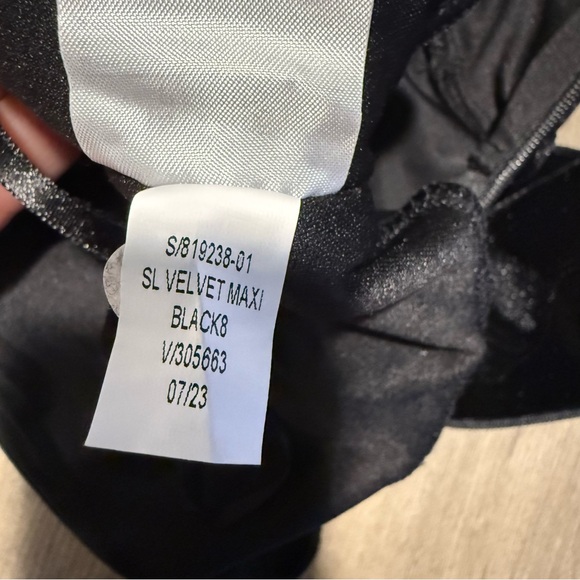 S/819238-01
SL VELVET MAXI
BLACK8
V/305663
07/23